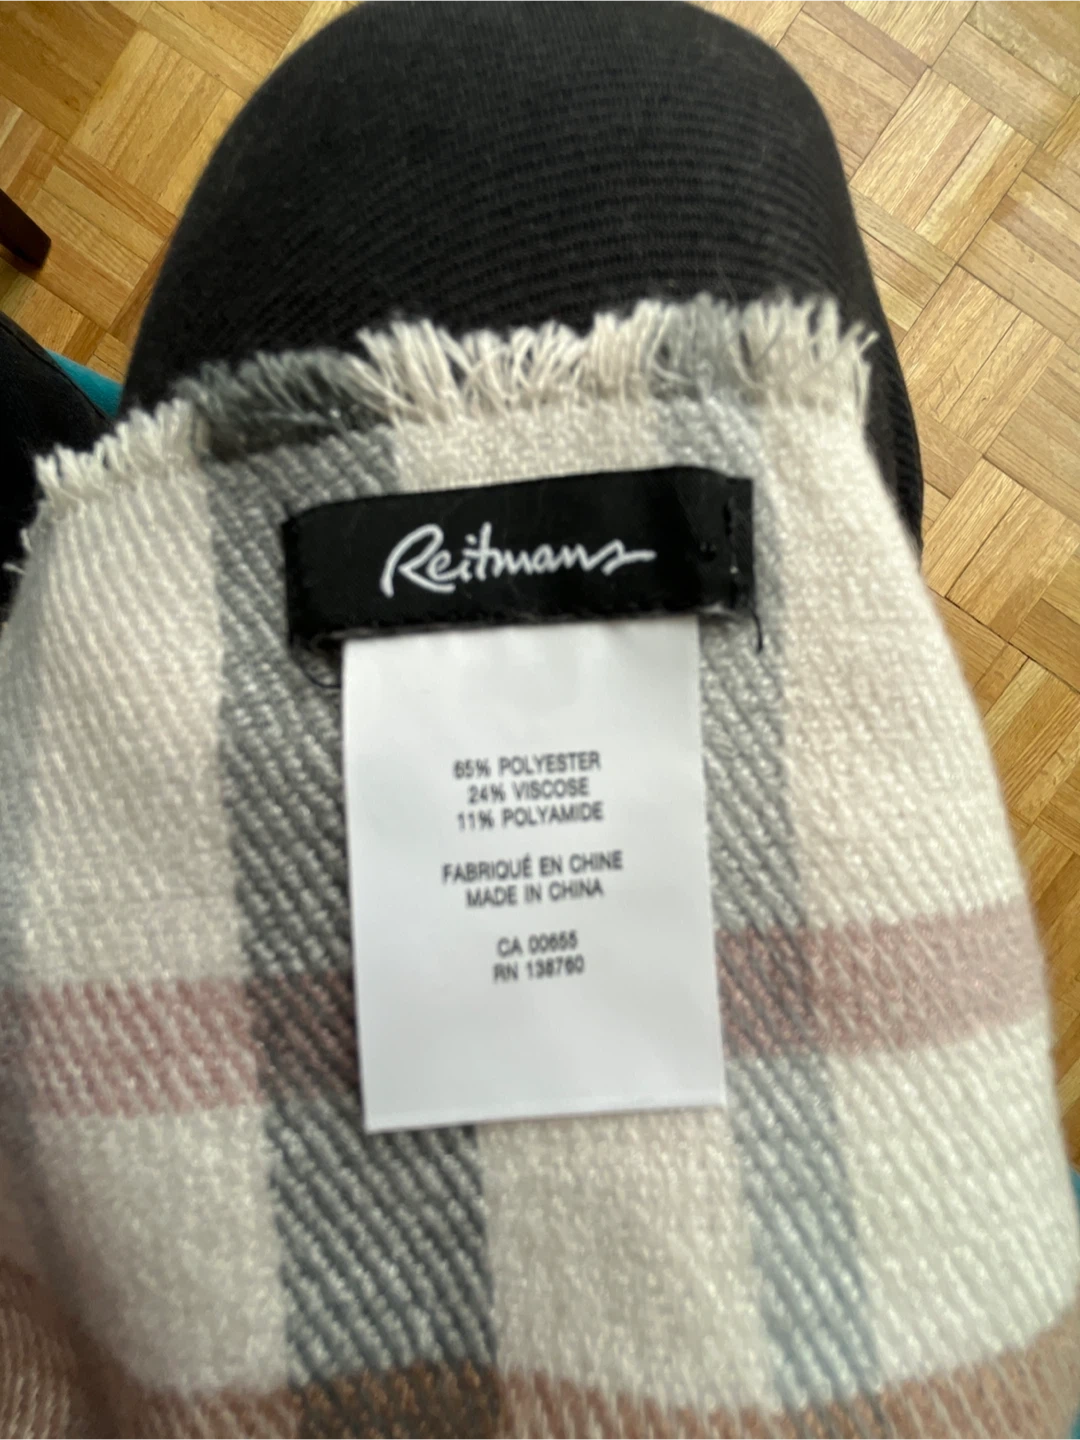 Reitmans
65% POLYESTER
24% VISCOSE
11% POLYAMIDE
FABRIQUÉ EN CHINE
MADE IN CHINA
CA 00655
RN 138760